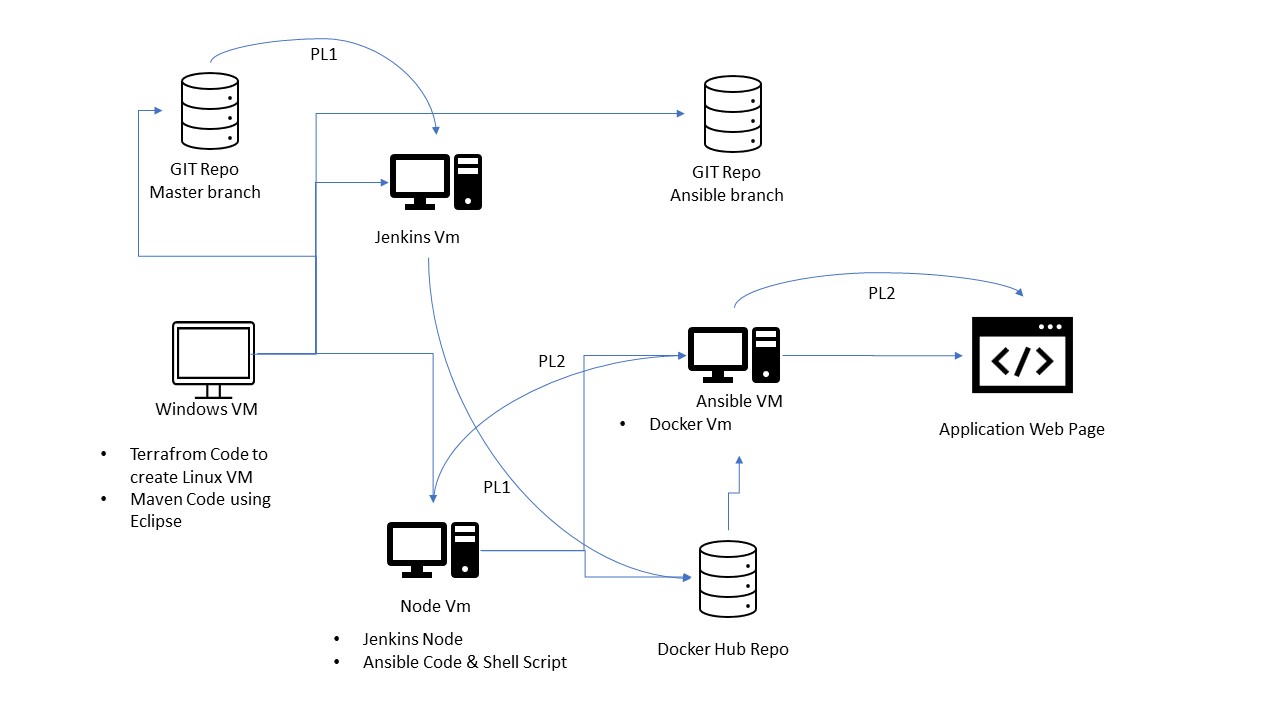 PL1
GIT Repo
Master branch
GIT Repo
Ansible branch
Jenkins Vm
PL2
PL2
Windows VM
Ansible VM
• Docker Vm
Application Web Page
• Terrafrom Code to
create Linux VM
• Maven Code using
Eclipse
PL1
Node Vm
• Jenkins Node
• Ansible Code & Shell Script
Docker Hub Repo